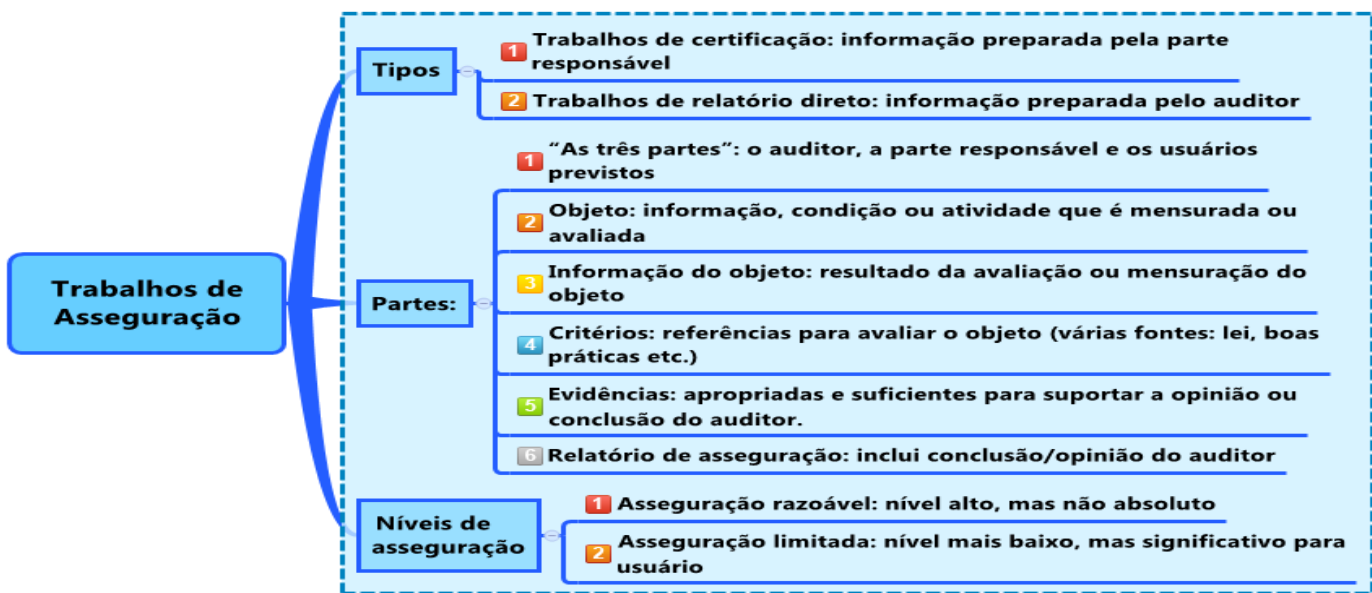 Trabalhos de
Asseguração
Tipos
1 Trabalhos de certificação: informação preparada pela parte
responsável
2 Trabalhos de relatório direto: informação preparada pelo auditor
Partes:
1 “As três partes”: o auditor, a parte responsável e os usuários
previstos
2 Objeto: informação, condição ou atividade que é mensurada ou
avaliada
3 Informação do objeto: resultado da avaliação ou mensuração do
objeto
4 Critérios: referências para avaliar o objeto (várias fontes: lei, boas
práticas etc.)
5 Evidências: apropriadas e suficientes para suportar a opinião ou
conclusão do auditor.
6 Relatório de asseguração: inclui conclusão/opinião do auditor
Níveis de
asseguração
1 Asseguração razoável: nível alto, mas não absoluto
2 Asseguração limitada: nível mais baixo, mas significativo para
usuário